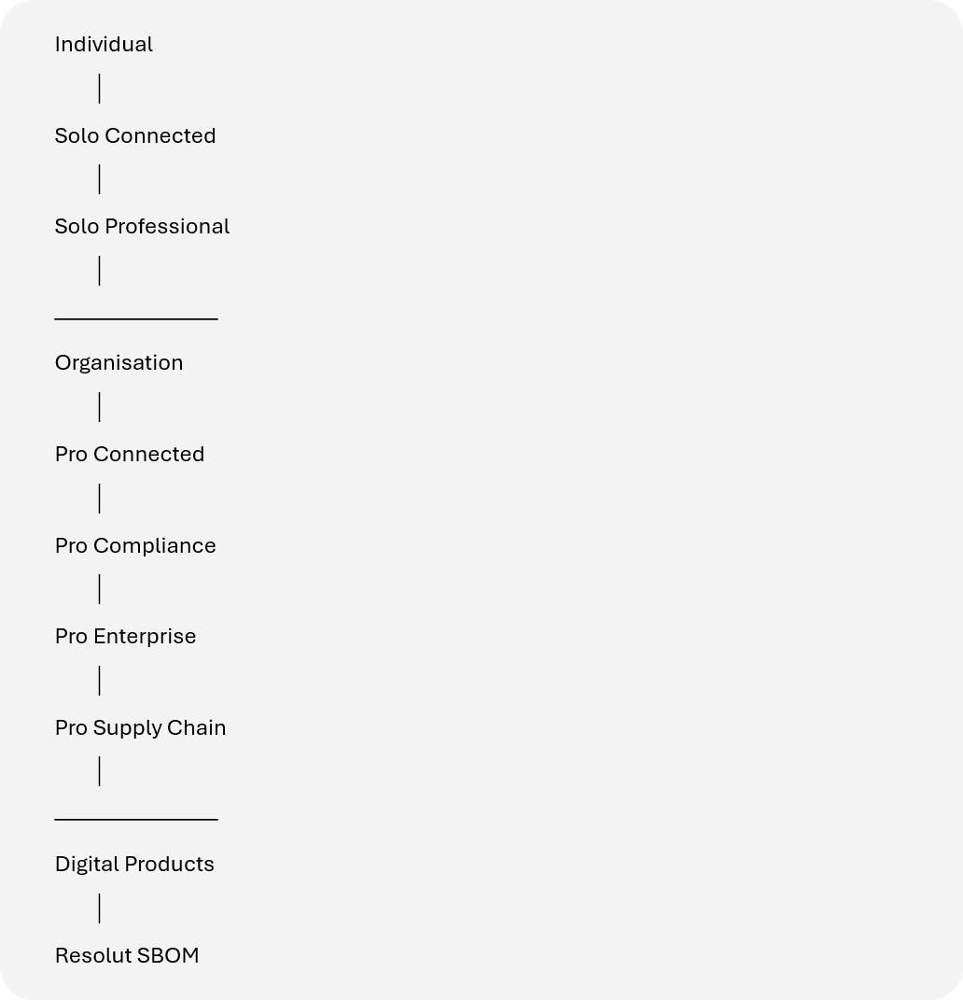 Individual
Solo Connected
Solo Professional
Organisation
Pro Connected
Pro Compliance
Pro Enterprise
Pro Supply Chain
Digital Products
Resolut SBOM